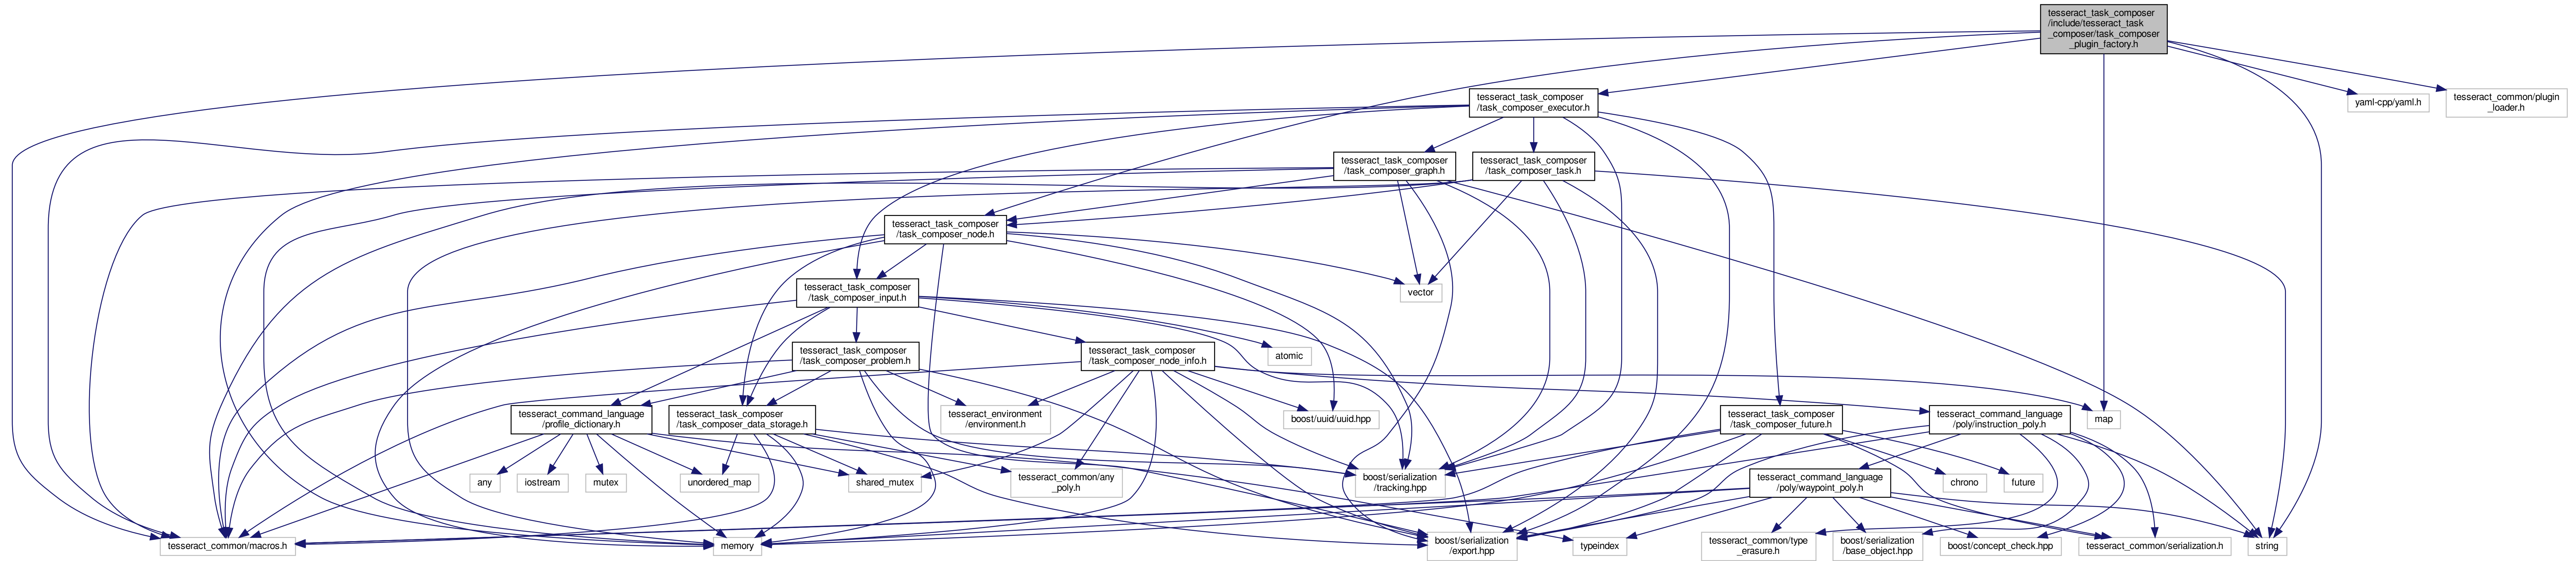 tesseract_task_composer
/include/tesseract_task
_composer/task_composer
_plugin_factory.h
tesseract_task_composer
/task_composer_executor.h
yaml-cpp/yaml.h
tesseract_common/plugin
_loader.h
tesseract_task_composer
/task_composer_graph.h
tesseract_task_composer
/task_composer_task.h
tesseract_task_composer
/task_composer_node.h
tesseract_task_composer
/task_composer_input.h
vector
tesseract_task_composer
/task_composer_problem.h
tesseract_task_composer
/task_composer_node_info.h
atomic
tesseract_command_language
/profile_dictionary.h
tesseract_task_composer
/task_composer_data_storage.h
tesseract_environment
/environment.h
boost/uuid/uuid.hpp
tesseract_task_composer
/task_composer_future.h
tesseract_command_language
/poly/instruction_poly.h
map
any
iostream
mutex
unordered_map
shared_mutex
tesseract_common/any
_poly.h
boost/serialization
/tracking.hpp
tesseract_command_language
/poly/waypoint_poly.h
chrono
future
tesseract_common/macros.h
memory
boost/serialization
/export.hpp
typeindex
tesseract_common/type
_erasure.h
boost/serialization
/base_object.hpp
boost/concept_check.hpp
tesseract_common/serialization.h
string